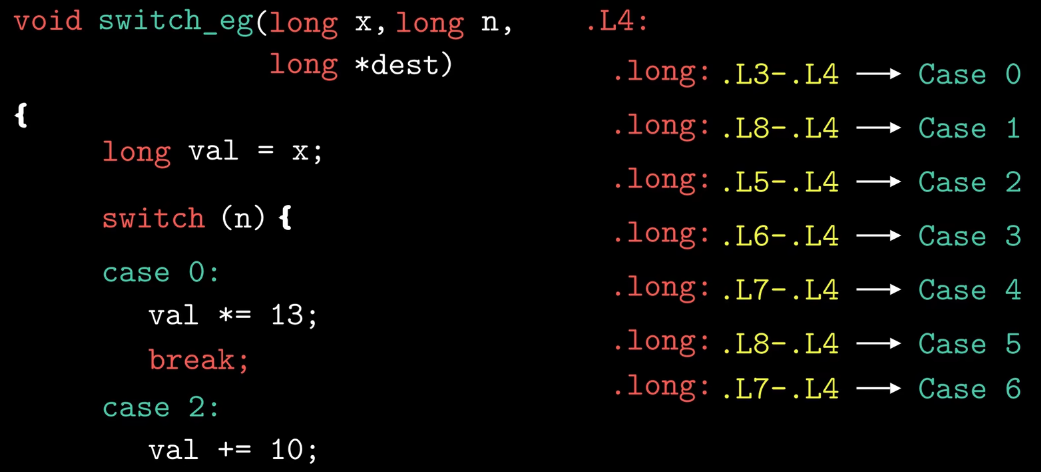 void switch_eg(long x, long n,
long *dest)
{
long val = x;
switch (n) {
case 0:
val *= 13;
break;
case 2:
val += 10;
.L4:
.long: .L3-.L4 → Case 0
.long: .L8-.L4 → Case 1
.long: .L5-.L4 → Case 2
.long: .L6-.L4 → Case 3
.long: .L7-.L4 → Case 4
.long: .L8-.L4 → Case 5
.long: .L7-.L4 → Case 6